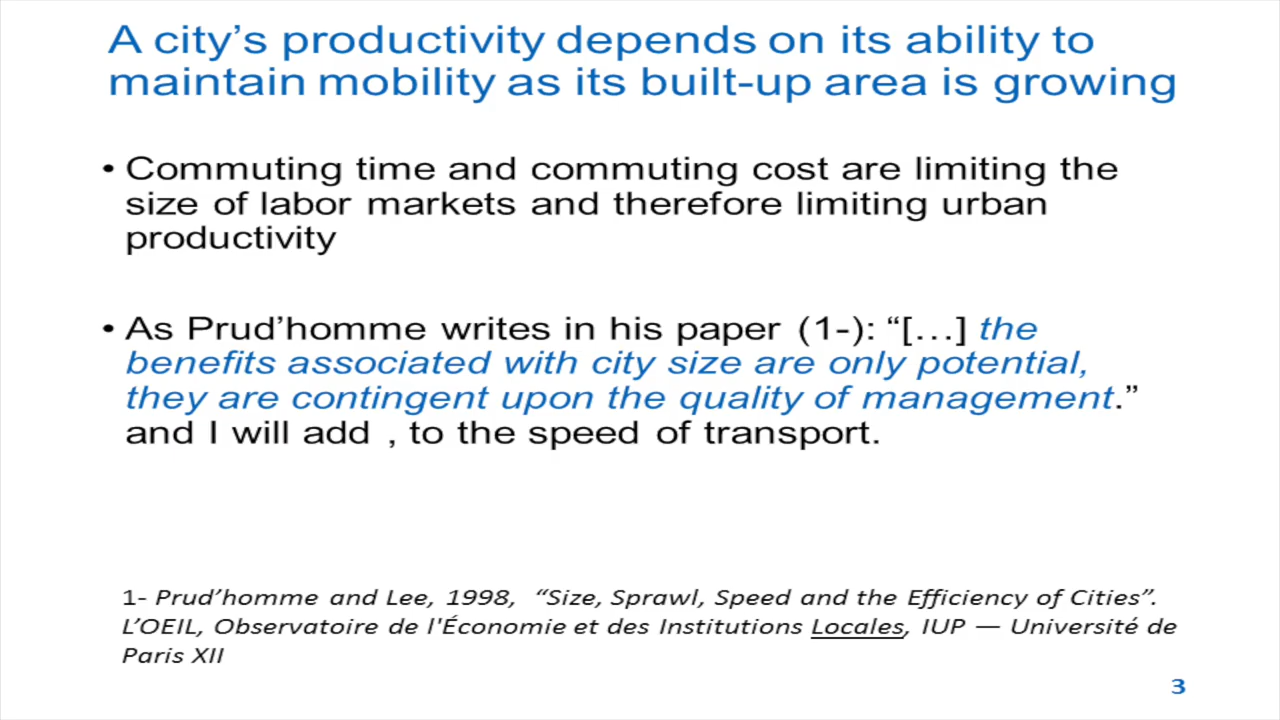 A city’s productivity depends on its ability to
maintain mobility as its built-up area is growing
• Commuting time and commuting cost are limiting the
size of labor markets and therefore limiting urban
productivity
• As Prud’homme writes in his paper (1-): “[…] the
benefits associated with city size are only potential,
they are contingent upon the quality of management.”
and I will add , to the speed of transport.
1- Prud’homme and Lee, 1998, “Size, Sprawl, Speed and the Efficiency of Cities”.
L’OEIL, Observatoire de l'Économie et des Institutions Locales, IUP — Université de
Paris XII
3